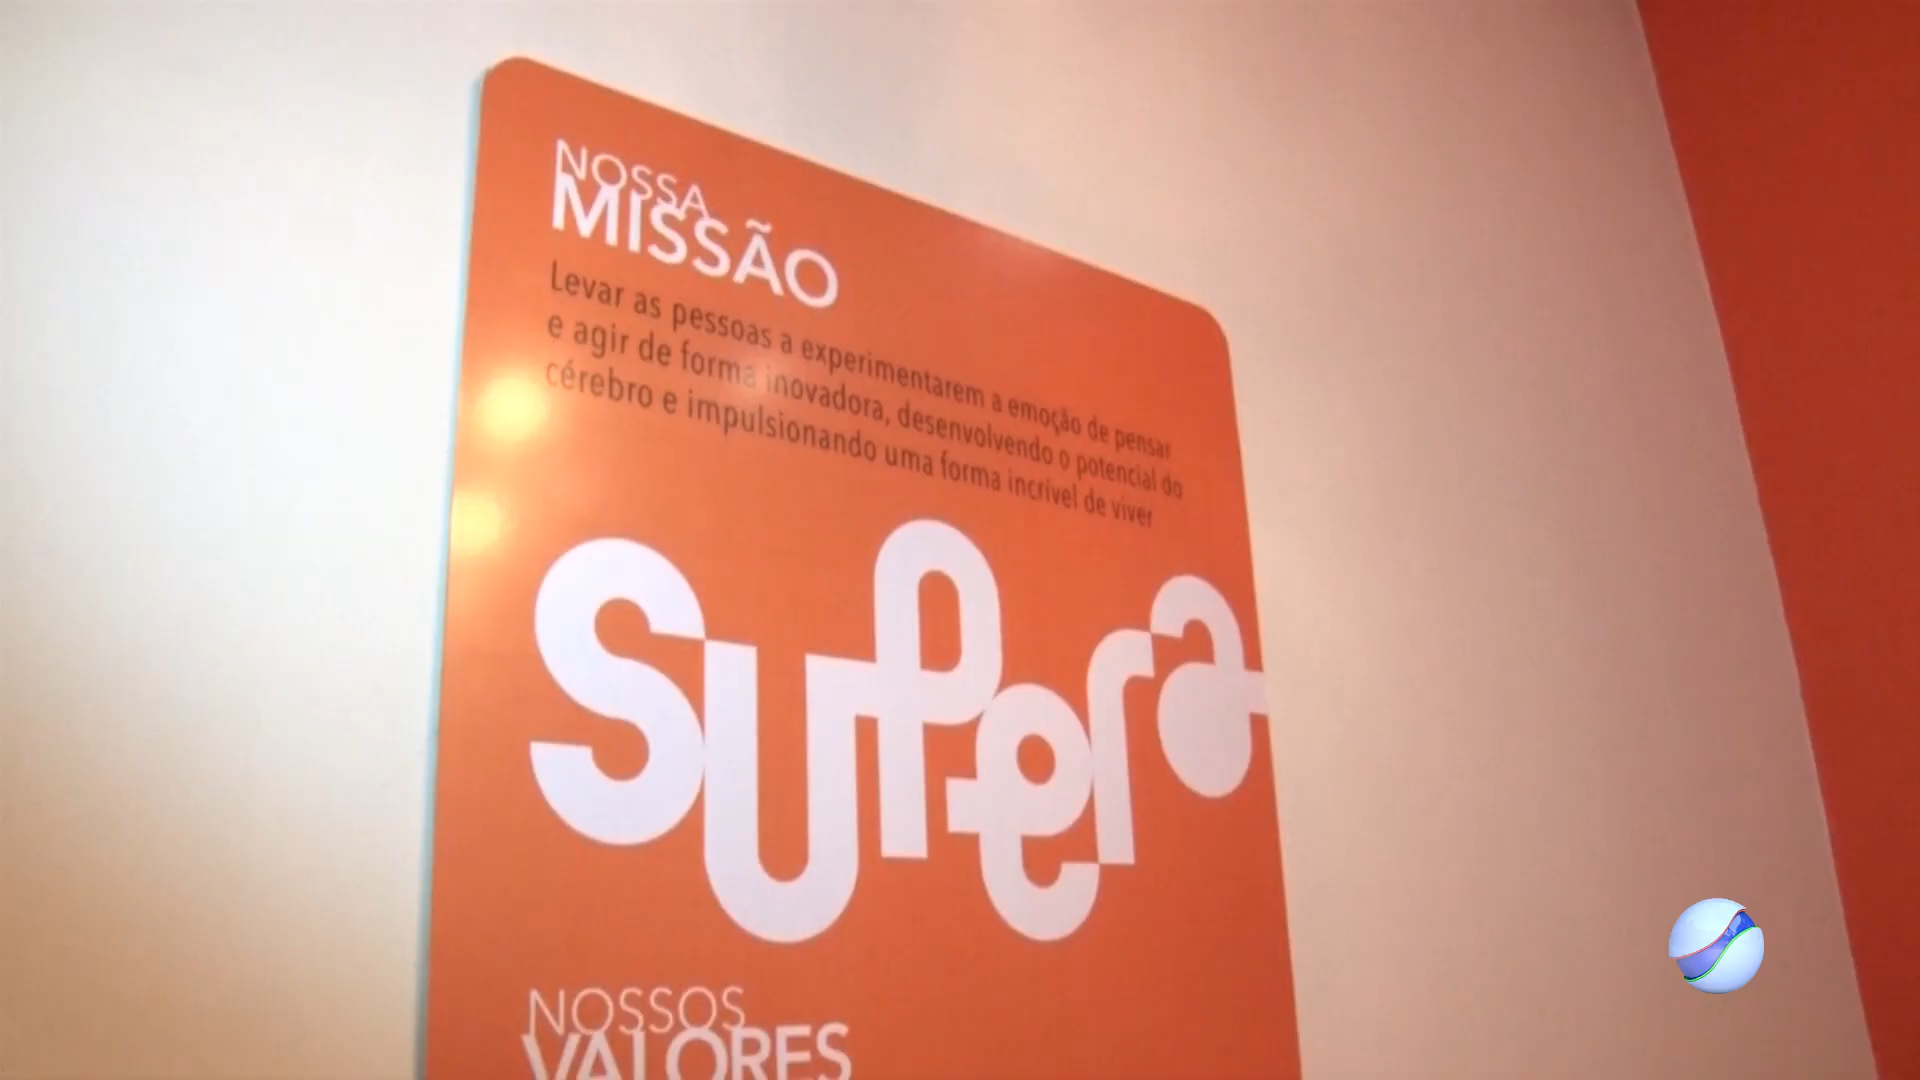 NOSSA
MISSÃO
Levar as pessoas a experimentarem a emoção de pensar
e agir de forma inovadora, desenvolvendo o potencial do
cérebro e impulsionando uma forma incrível de viver
Supera
NOSSOS
VALORES